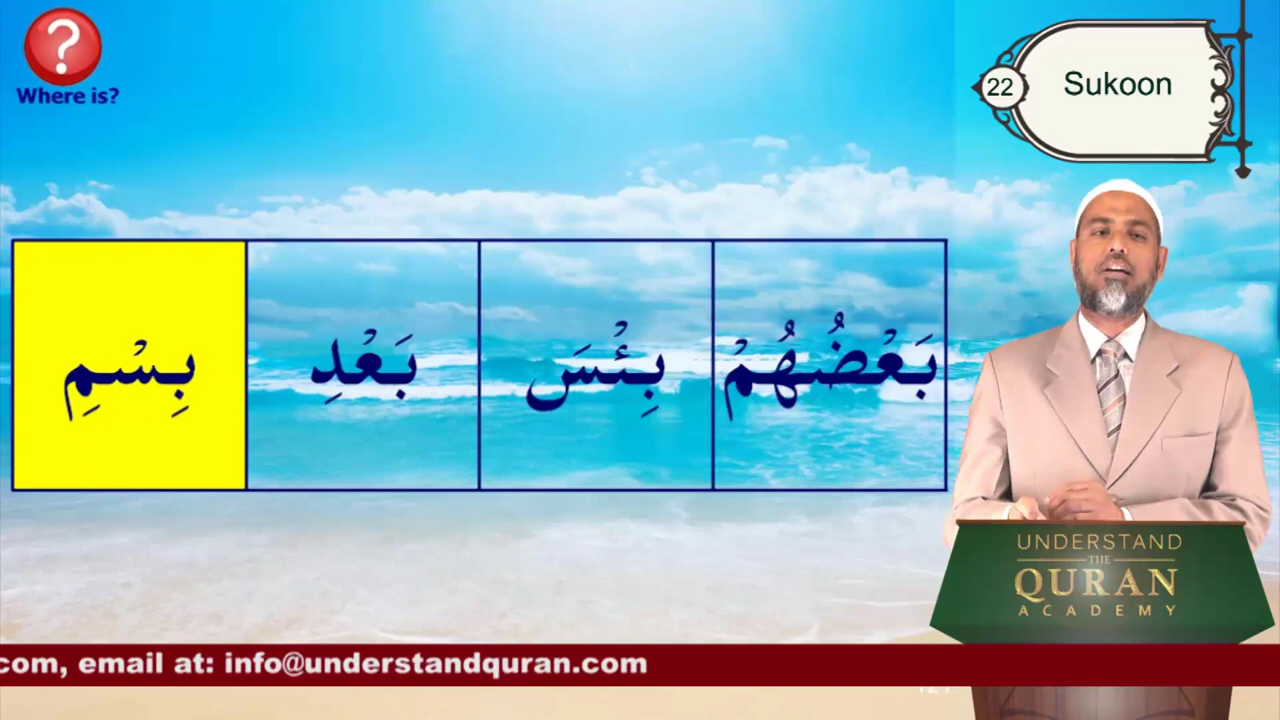 Where is?
22
Sukoon
بَعْضُهُمْ
بِئْسَ
بَعْدِ
بِسْمِ
UNDERSTAND
THE
QURAN
ACADEMY
com, email at: info@understandquran.com